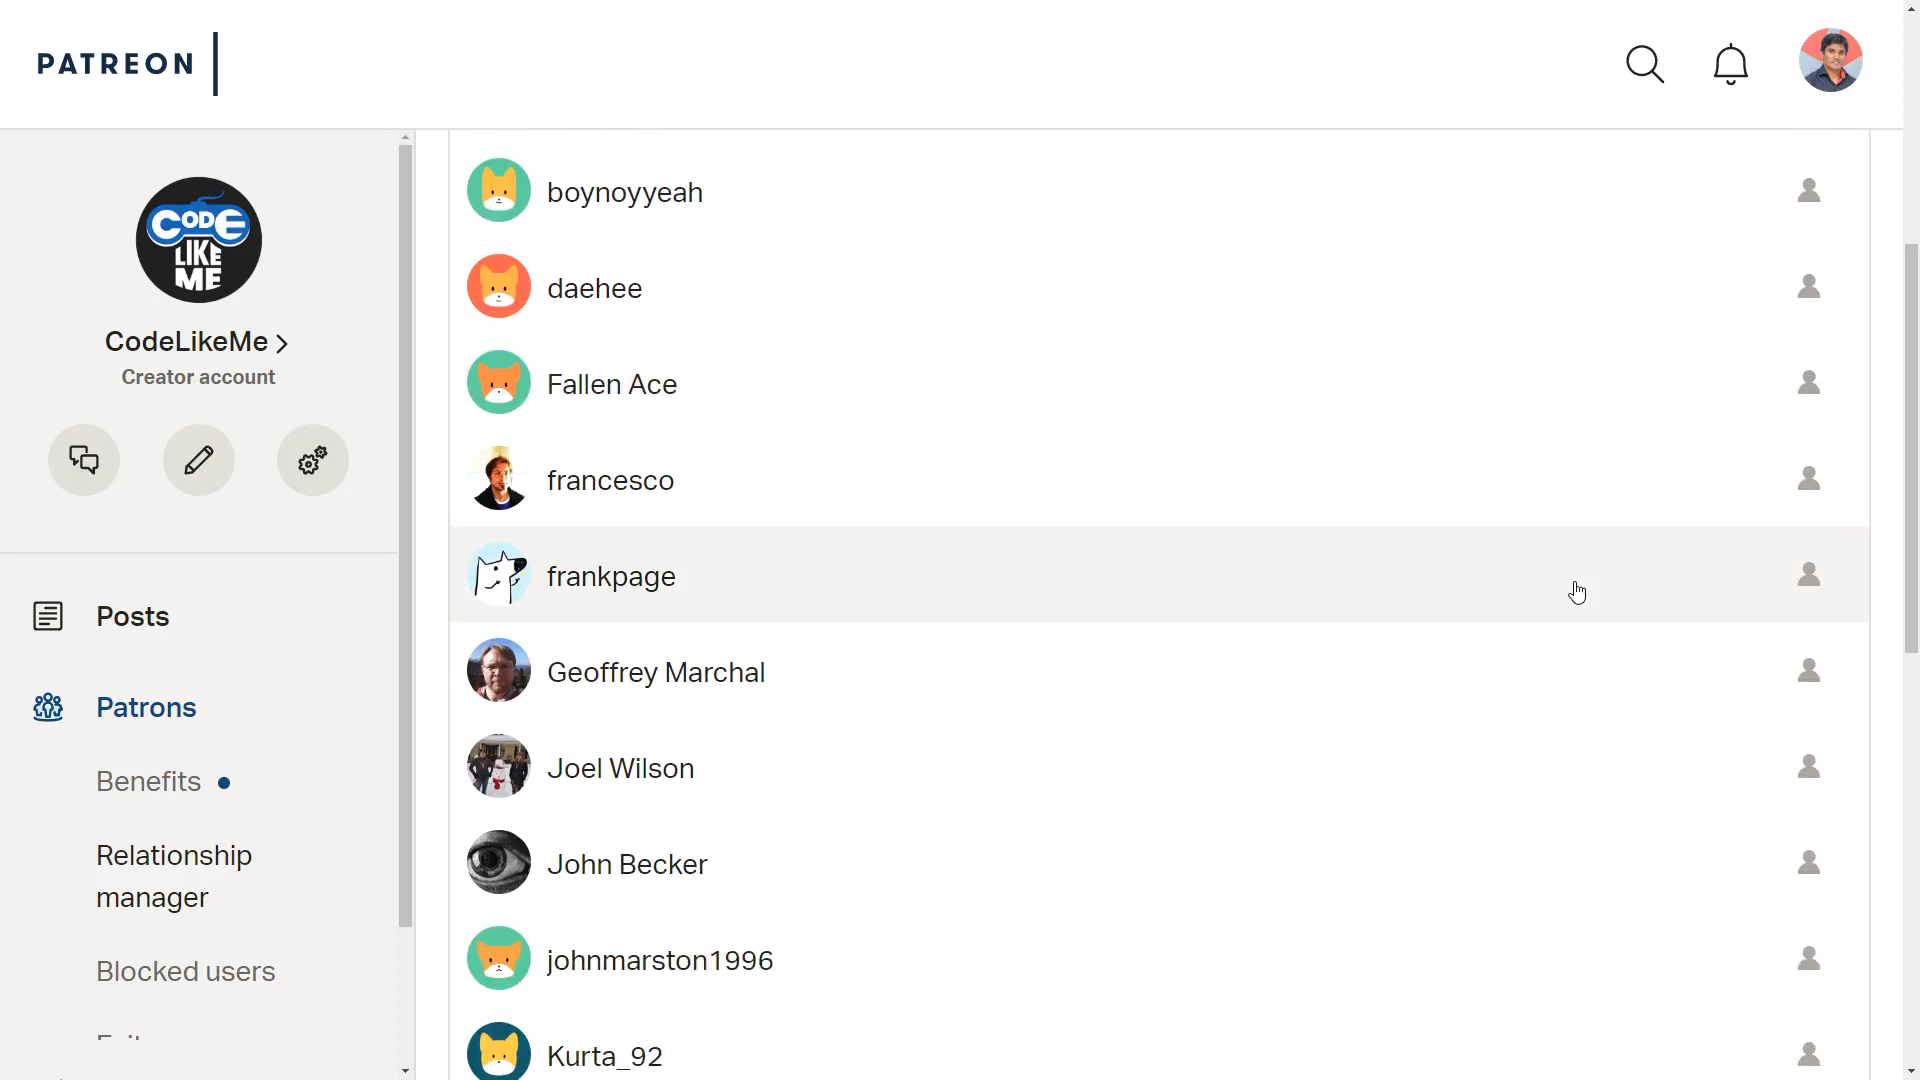 PATREON
CODE
LIKE
ME
CodeLikeMe
Creator account
Posts
Patrons
Benefits
Relationship
manager
Blocked users
boynoyyeah
daehee
Fallen Ace
francesco
frankpage
Geoffrey Marchal
Joel Wilson
John Becker
johnmarston1996
Kurta_92